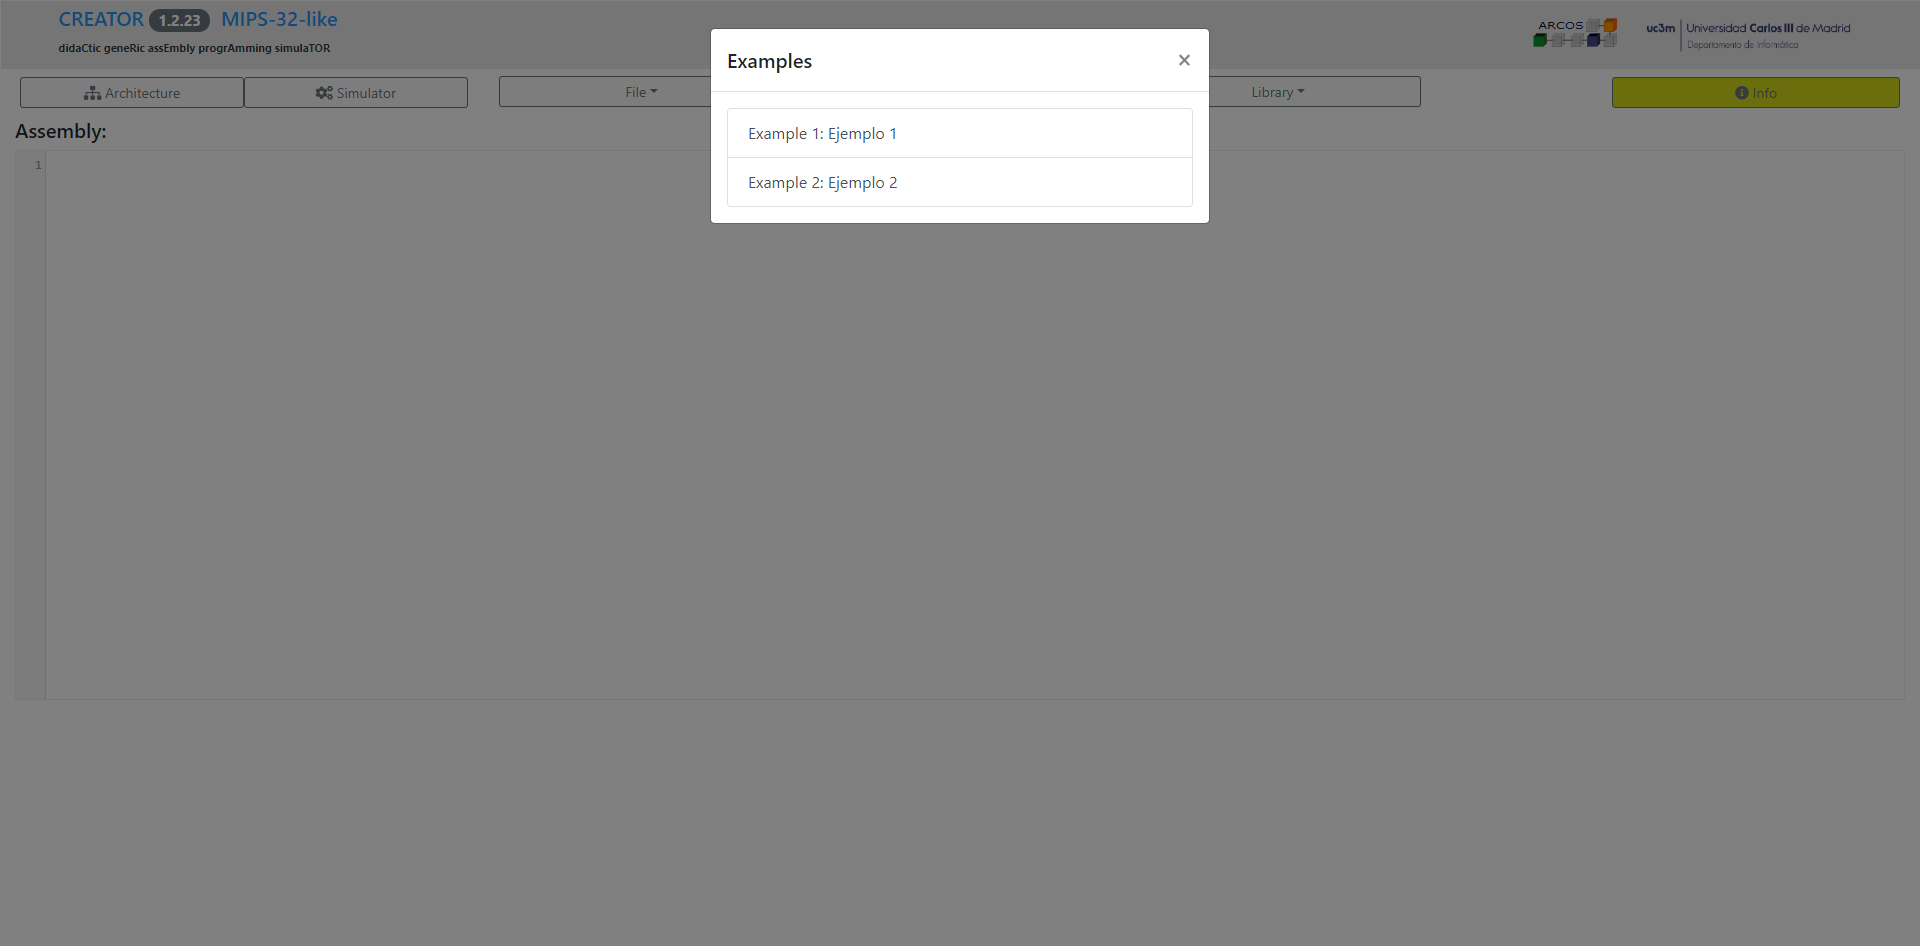 CREATOR 1.2.23 MIPS-32-like
didaCtic geneRic assEmbly progrAmming simulaTOR
ARCOS
uc3m Universidad Carlos III de Madrid
Departamento de Informática
Examples ×
Architecture Simulator File Library Info
Assembly:
1
Example 1: Ejemplo 1
Example 2: Ejemplo 2